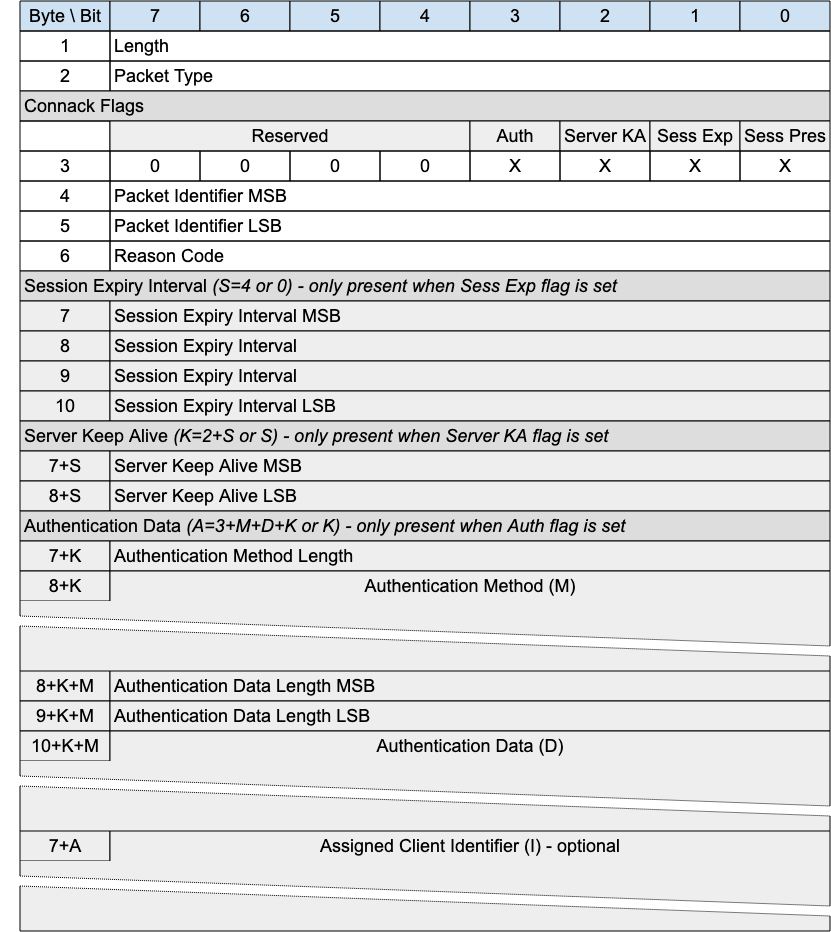 Byte \ Bit 7 6 5 4 3 2 1 0
1 Length
2 Packet Type
Connack Flags
Reserved Auth Server KA Sess Exp Sess Pres
3 0 0 0 0 X X X X
4 Packet Identifier MSB
5 Packet Identifier LSB
6 Reason Code
Session Expiry Interval (S=4 or 0) - only present when Sess Exp flag is set
7 Session Expiry Interval MSB
8 Session Expiry Interval
9 Session Expiry Interval
10 Session Expiry Interval LSB
Server Keep Alive (K=2+S or S) - only present when Server KA flag is set
7+S Server Keep Alive MSB
8+S Server Keep Alive LSB
Authentication Data (A=3+M+D+K or K) - only present when Auth flag is set
7+K Authentication Method Length
8+K Authentication Method (M)
8+K+M Authentication Data Length MSB
9+K+M Authentication Data Length LSB
10+K+M Authentication Data (D)
7+A Assigned Client Identifier (I) - optional